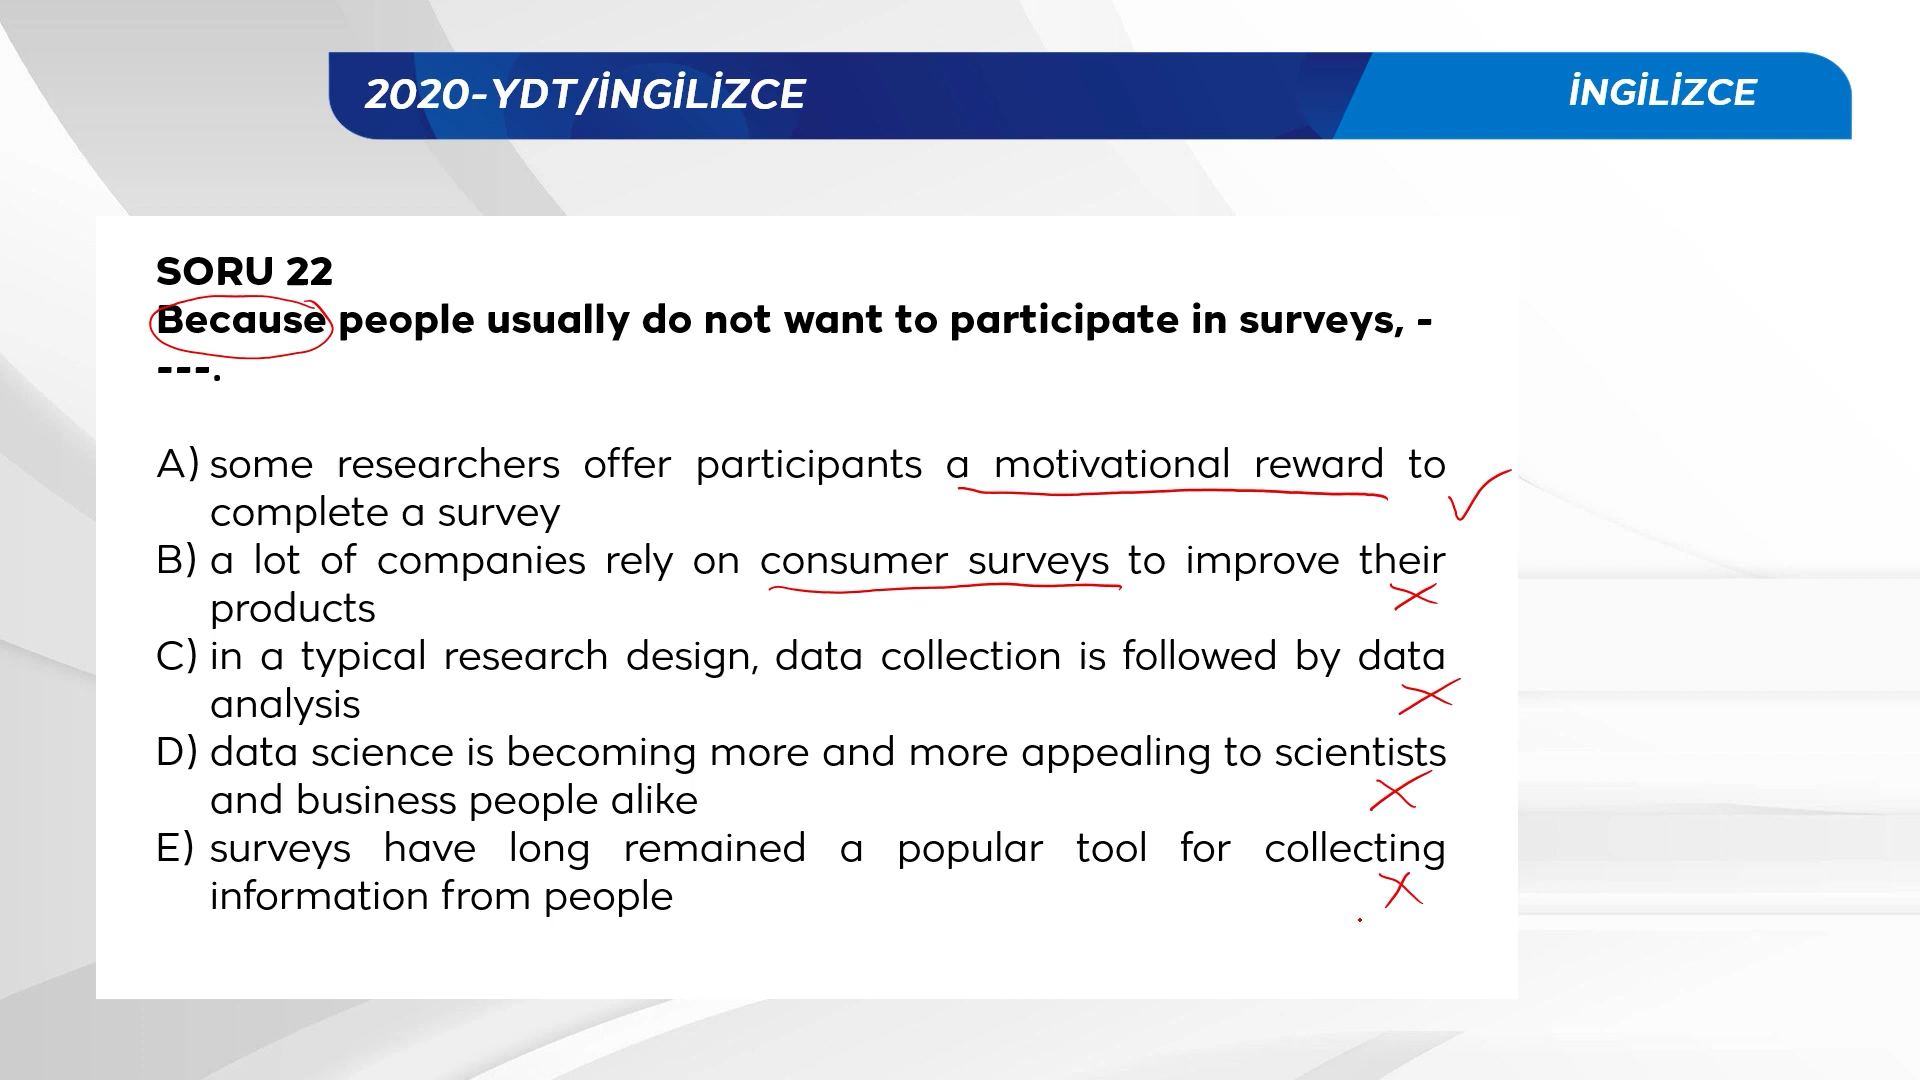 2020-YDT/İNGİLİZCE
İNGİLİZCE
SORU 22
Because people usually do not want to participate in surveys, -
---.
A) some researchers offer participants a motivational reward to
complete a survey
B) a lot of companies rely on consumer surveys to improve their
products
C) in a typical research design, data collection is followed by data
analysis
D) data science is becoming more and more appealing to scientists
and business people alike
E) surveys have long remained a popular tool for collecting
information from people